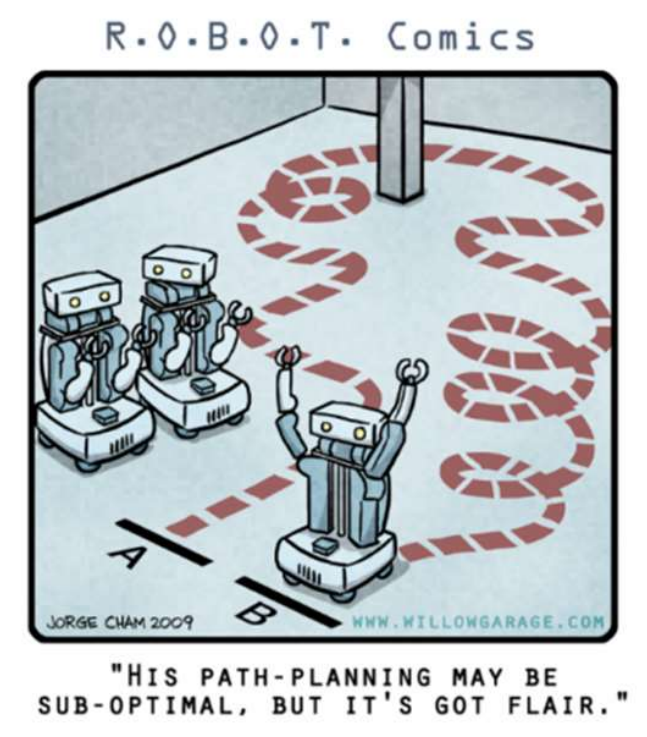 R.O.B.O.T. Comics
A
B
JORGE CHAM 2009
WWW.WILLOWGARAGE.COM
"HIS PATH-PLANNING MAY BE
SUB-OPTIMAL, BUT IT'S GOT FLAIR."